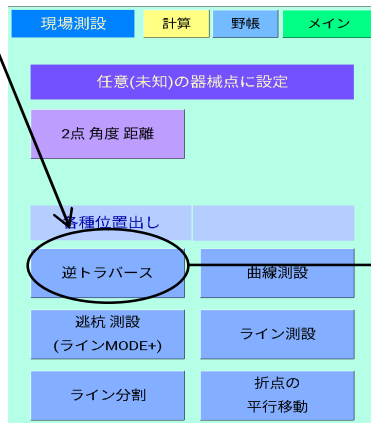 現場測設 計算 野帳 メイン
任意(未知)の器械点に設定
2点 角度 距離
各種位置出し
逆トラバース 曲線測設
逃杭 測設
(ラインMODE+)
ライン測設
ライン分割
折点の
平行移動